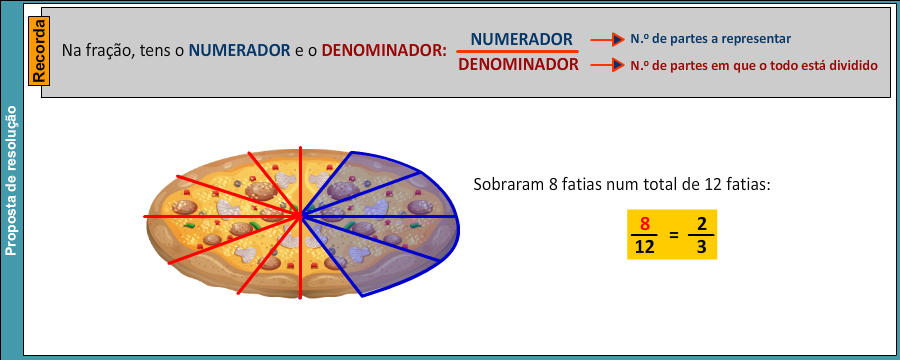 Proposta de resolução
Recorda
Na fração, tens o NUMERADOR e o DENOMINADOR:
NUMERADOR
DENOMINADOR
N.º de partes a representar
N.º de partes em que o todo está dividido
Sobraram 8 fatias num total de 12 fatias:
8/12 = 2/3